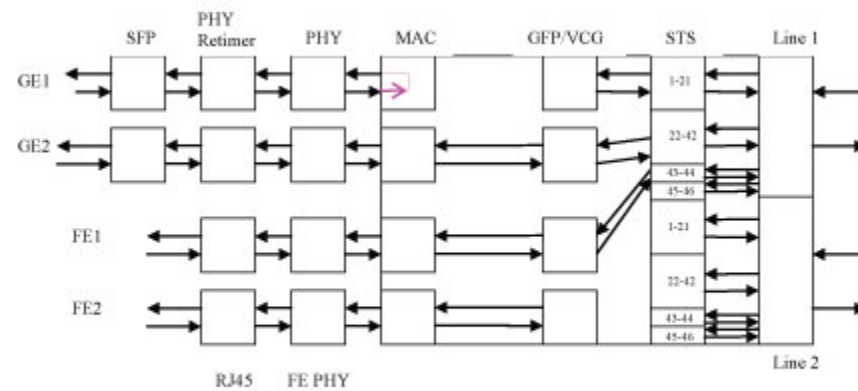 PHY
SFP Retimer PHY MAC GFP/VCG STS Line 1
GE1 1-21
GE2 22-42
43-44
45-46
FE1 1-21
22-42
FE2 43-44
45-46
RJ45 FE PHY Line 2